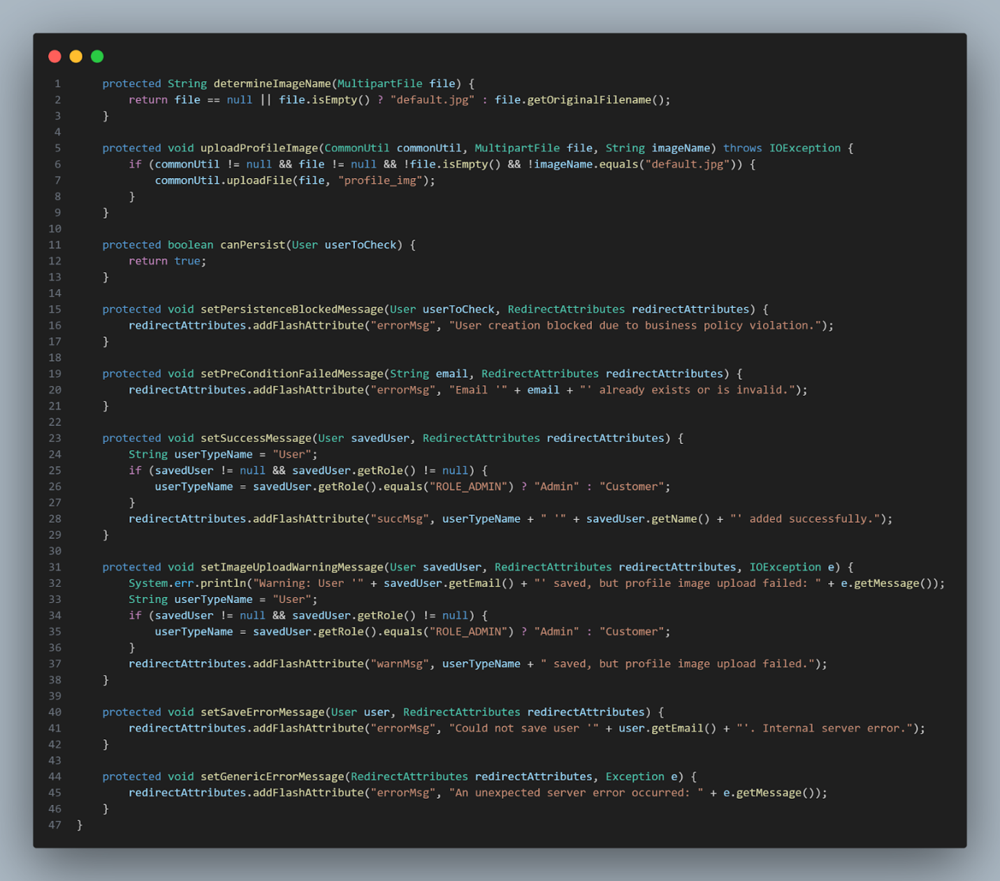 1 protected String determineImageName(MultipartFile file) {
2 return file == null || file.isEmpty() ? "default.jpg" : file.getOriginalFilename();
3 }
4
5 protected void uploadProfileImage(CommonUtil commonUtil, MultipartFile file, String imageName) throws IOException {
6 if (commonUtil != null && file != null && !file.isEmpty() && !imageName.equals("default.jpg")) {
7 commonUtil.uploadFile(file, "profile_img");
8 }
9 }
10
11 protected boolean canPersist(User userToCheck) {
12 return true;
13 }
14
15 protected void setPersistenceBlockedMessage(User userToCheck, RedirectAttributes redirectAttributes) {
16 redirectAttributes.addFlashAttribute("errorMsg", "User creation blocked due to business policy violation.");
17 }
18
19 protected void setPreConditionFailedMessage(String email, RedirectAttributes redirectAttributes) {
20 redirectAttributes.addFlashAttribute("errorMsg", "Email '" + email + "' already exists or is invalid.");
21 }
22
23 protected void setSuccessMessage(User savedUser, RedirectAttributes redirectAttributes) {
24 String userTypeName = "User";
25 if (savedUser != null && savedUser.getRole() != null) {
26 userTypeName = savedUser.getRole().equals("ROLE_ADMIN") ? "Admin" : "Customer";
27 }
28 redirectAttributes.addFlashAttribute("succMsg", userTypeName + " '" + savedUser.getName() + "' added successfully.");
29 }
30
31 protected void setImageUploadWarningMessage(User savedUser, RedirectAttributes redirectAttributes, IOException e) {
32 System.err.println("Warning: User '" + savedUser.getEmail() + "' saved, but profile image upload failed: " + e.getMessage());
33 String userTypeName = "User";
34 if (savedUser != null && savedUser.getRole() != null) {
35 userTypeName = savedUser.getRole().equals("ROLE_ADMIN") ? "Admin" : "Customer";
36 }
37 redirectAttributes.addFlashAttribute("warnMsg", userTypeName + " saved, but profile image upload failed.");
38 }
39
40 protected void setSaveErrorMessage(User user, RedirectAttributes redirectAttributes) {
41 redirectAttributes.addFlashAttribute("errorMsg", "Could not save user '" + user.getEmail() + "'. Internal server error.");
42 }
43
44 protected void setGenericErrorMessage(RedirectAttributes redirectAttributes, Exception e) {
45 redirectAttributes.addFlashAttribute("errorMsg", "An unexpected server error occurred: " + e.getMessage());
46 }
47 }